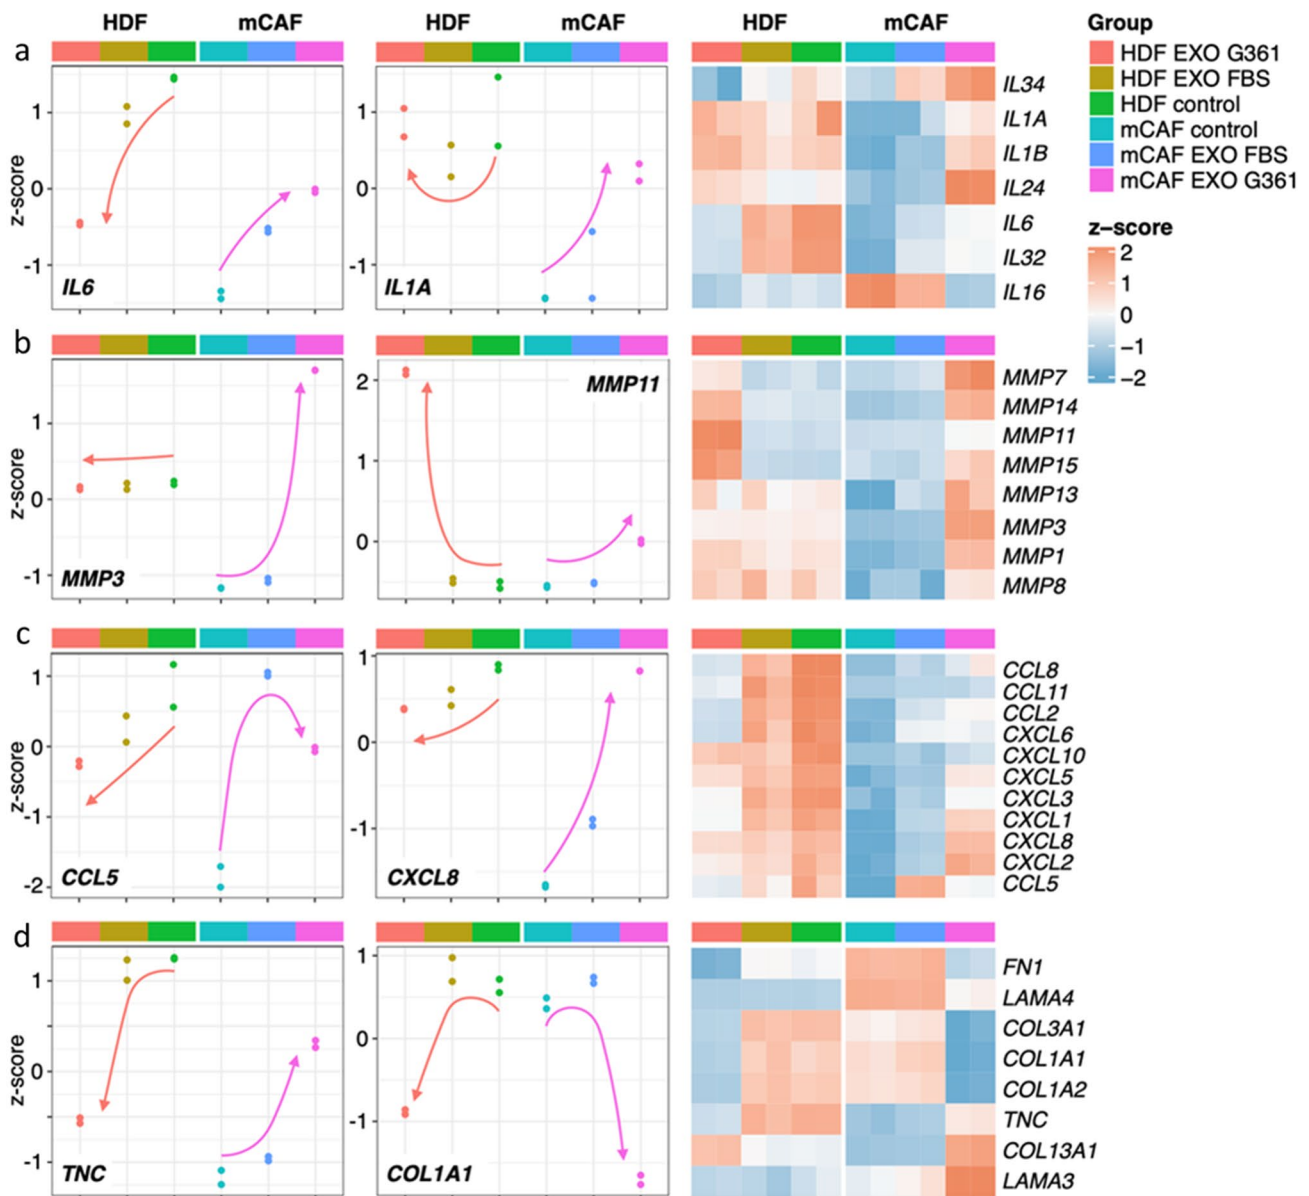 HDF mCAF HDF mCAF HDF mCAF
a
z-score
1
0
-1
IL6
1
0
-1
IL1A
IL34
IL1A
IL1B
IL24
IL6
IL32
IL16
Group
HDF EXO G361
HDF EXO FBS
HDF control
mCAF control
mCAF EXO FBS
mCAF EXO G361
z-score
2
1
0
-1
-2
b
z-score
1
0
-1
MMP3
2
1
0
MMP11
MMP7
MMP14
MMP11
MMP15
MMP13
MMP3
MMP1
MMP8
c
z-score
1
0
-1
-2
CCL5
1
0
-1
CXCL8
CCL8
CCL11
CCL2
CXCL6
CXCL10
CXCL5
CXCL3
CXCL1
CXCL8
CXCL2
CCL5
d
z-score
1
0
-1
TNC
1
0
-1
COL1A1
FN1
LAMA4
COL3A1
COL1A1
COL1A2
TNC
COL13A1
LAMA3